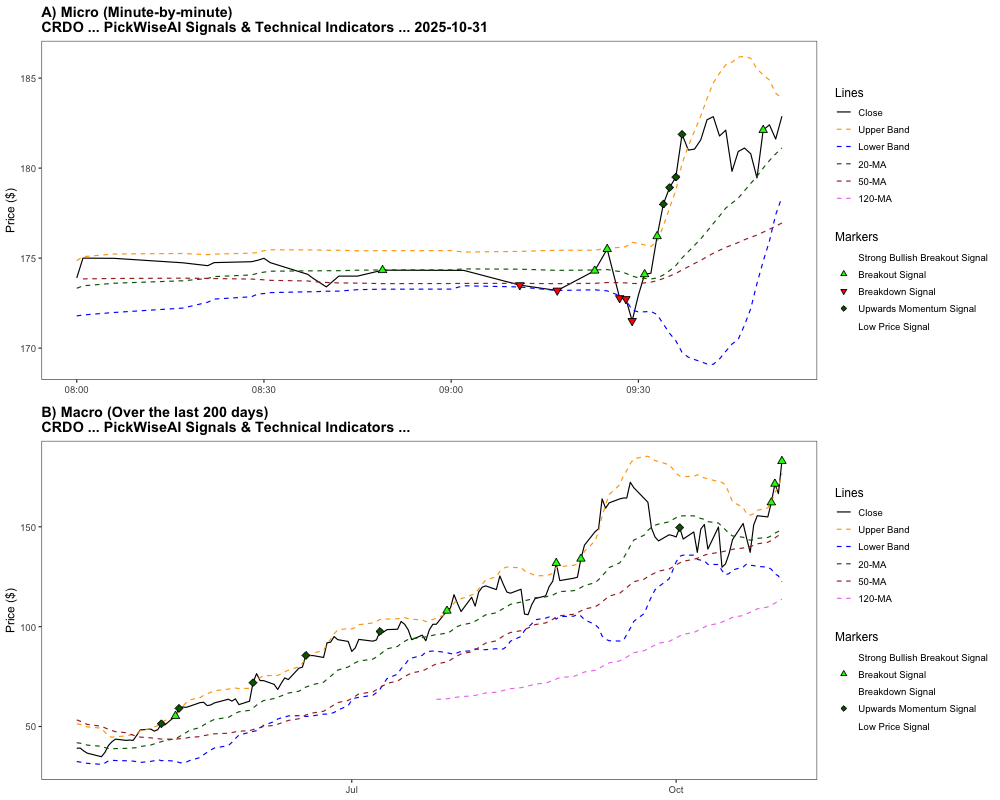 A) Micro (Minute-by-minute)
CRDO ... PickWiseAI Signals & Technical Indicators ... 2025-10-31
Price ($)
185
180
175
170
08:00
08:30
09:00
09:30
Lines
Close
Upper Band
Lower Band
20-MA
50-MA
120-MA
Markers
Strong Bullish Breakout Signal
Breakout Signal
Breakdown Signal
Upwards Momentum Signal
Low Price Signal
B) Macro (Over the last 200 days)
CRDO ... PickWiseAI Signals & Technical Indicators ...
Price ($)
150
100
50
Jul
Oct
Lines
Close
Upper Band
Lower Band
20-MA
50-MA
120-MA
Markers
Strong Bullish Breakout Signal
Breakout Signal
Breakdown Signal
Upwards Momentum Signal
Low Price Signal